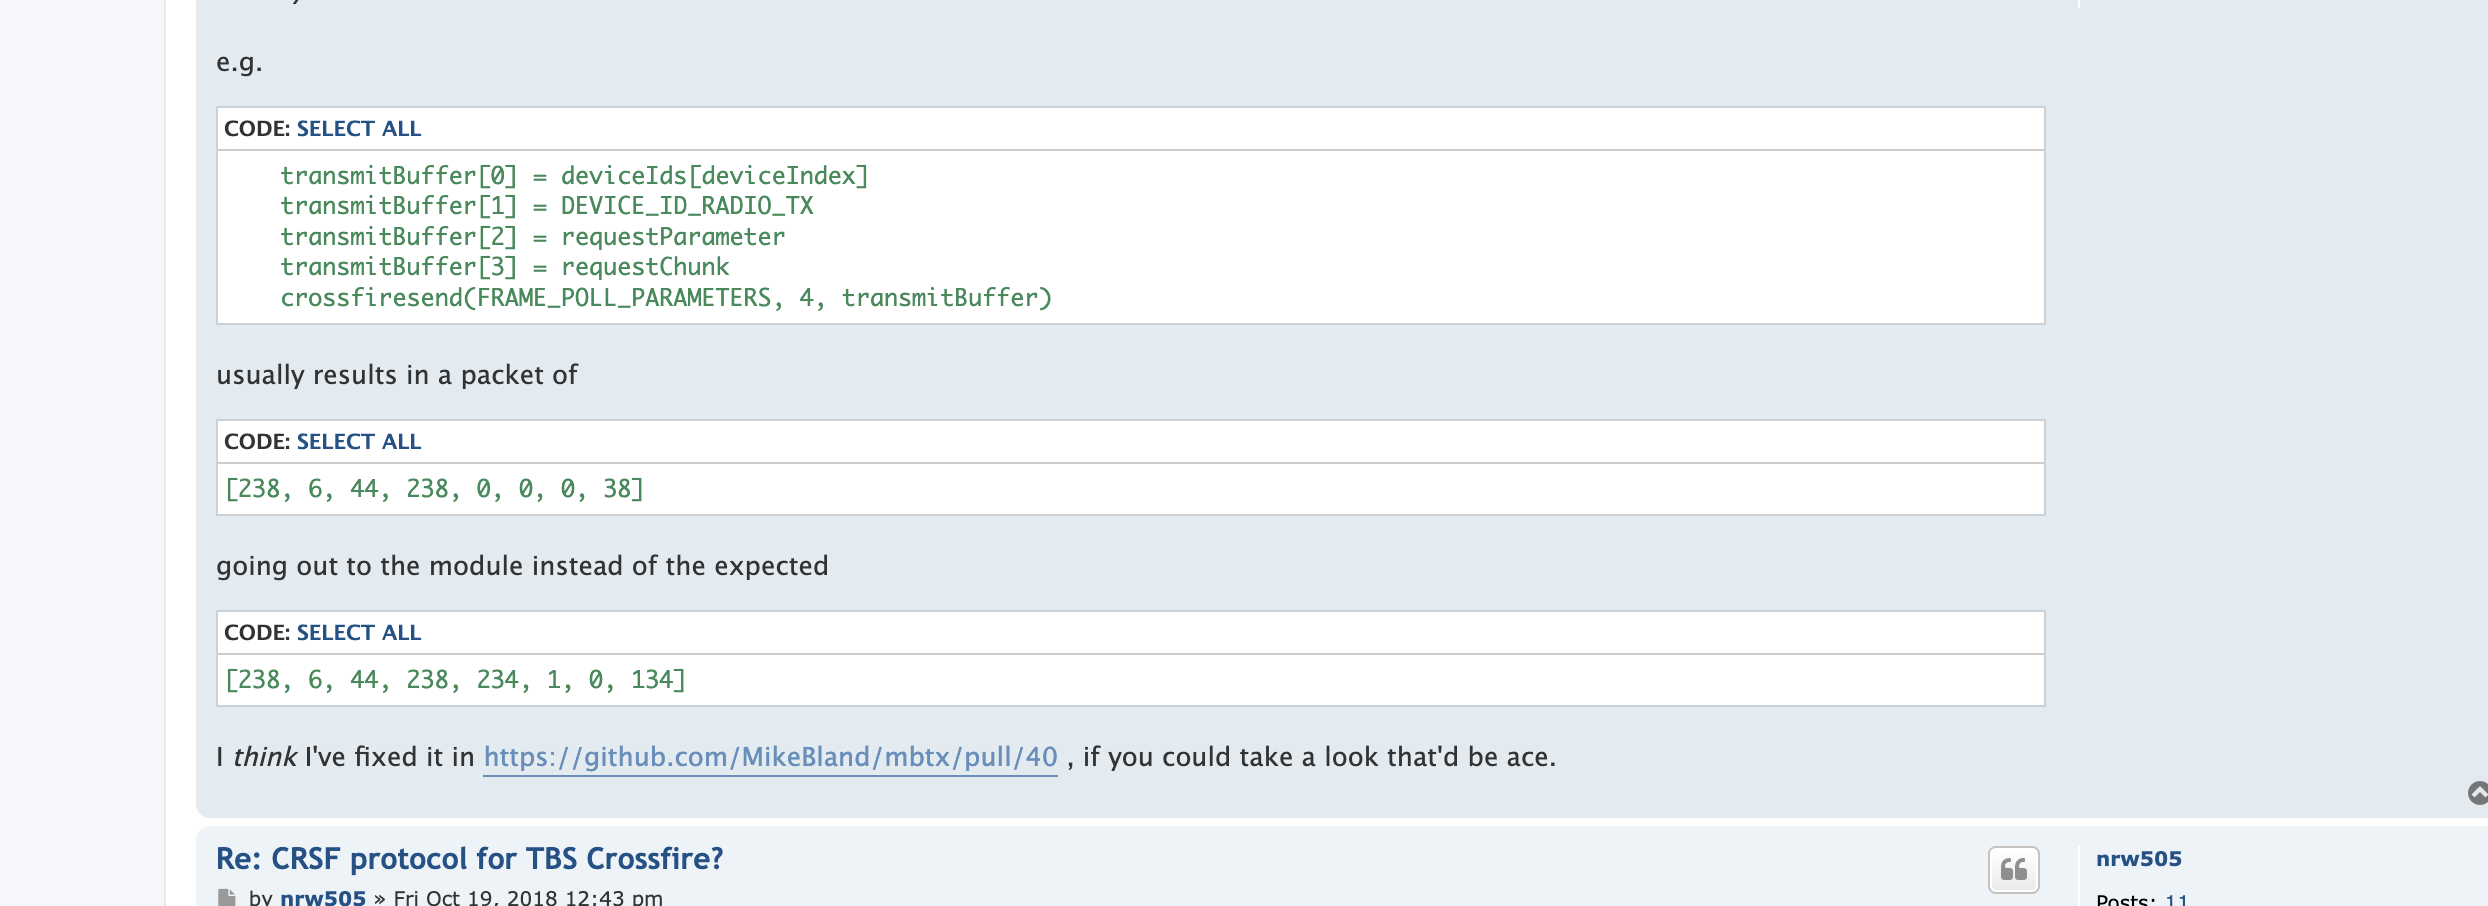 e.g.
CODE: SELECT ALL
transmitBuffer[0] = deviceIds[deviceIndex]
transmitBuffer[1] = DEVICE_ID_RADIO_TX
transmitBuffer[2] = requestParameter
transmitBuffer[3] = requestChunk
crossfiresend(FRAME_POLL_PARAMETERS, 4, transmitBuffer)
usually results in a packet of
CODE: SELECT ALL
[238, 6, 44, 238, 0, 0, 0, 38]
going out to the module instead of the expected
CODE: SELECT ALL
[238, 6, 44, 238, 234, 1, 0, 134]
I think I've fixed it in https://github.com/MikeBland/mbtx/pull/40 , if you could take a look that'd be ace.
Re: CRSF protocol for TBS Crossfire?
by nrw505 » Fri Oct 19, 2018 12:43 pm
nrw505
Posts: 11